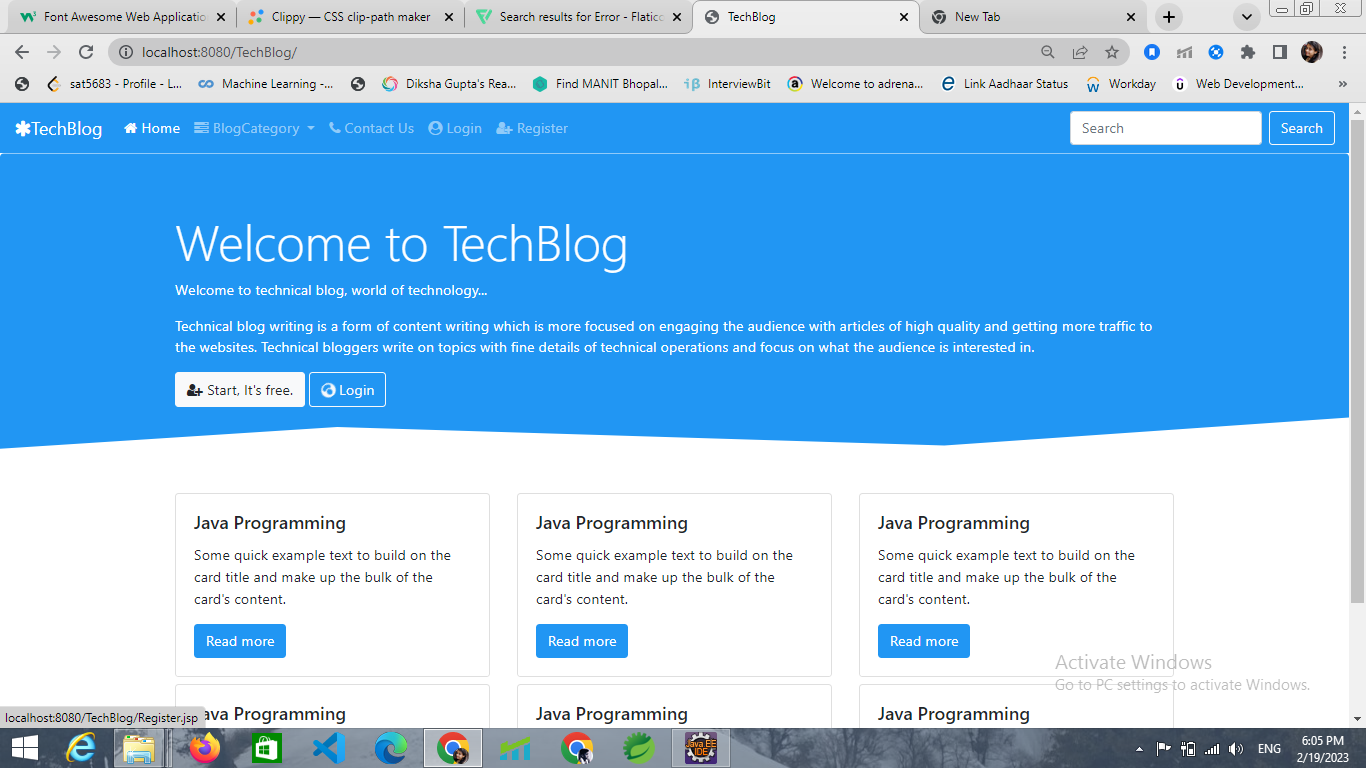 Font Awesome Web Applicatio
Clippy — CSS clip-path maker
Search results for Error - Flatico
TechBlog
New Tab
localhost:8080/TechBlog/
sat5683 - Profile - L...
Machine Learning -...
Diksha Gupta's Rea...
Find MANIT Bhopal...
InterviewBit
Welcome to adrena...
Link Aadhaar Status
Workday
Web Development...
»
TechBlog
Home
BlogCategory
Contact Us
Login
Register
Search
Search
Welcome to TechBlog
Welcome to technical blog, world of technology...
Technical blog writing is a form of content writing which is more focused on engaging the audience with articles of high quality and getting more traffic to
the websites. Technical bloggers write on topics with fine details of technical operations and focus on what the audience is interested in.
Start, It's free.
Login
Java Programming
Some quick example text to build on the
card title and make up the bulk of the
card's content.
Read more
Java Programming
Some quick example text to build on the
card title and make up the bulk of the
card's content.
Read more
Java Programming
Some quick example text to build on the
card title and make up the bulk of the
card's content.
Read more
Activate Windows
Go to PC settings to activate Windows.
Java Programming
Java Programming
Java Programming
localhost:8080/TechBlog/Register.jsp
Java EE
IDE
ENG
6:05 PM
2/19/2023